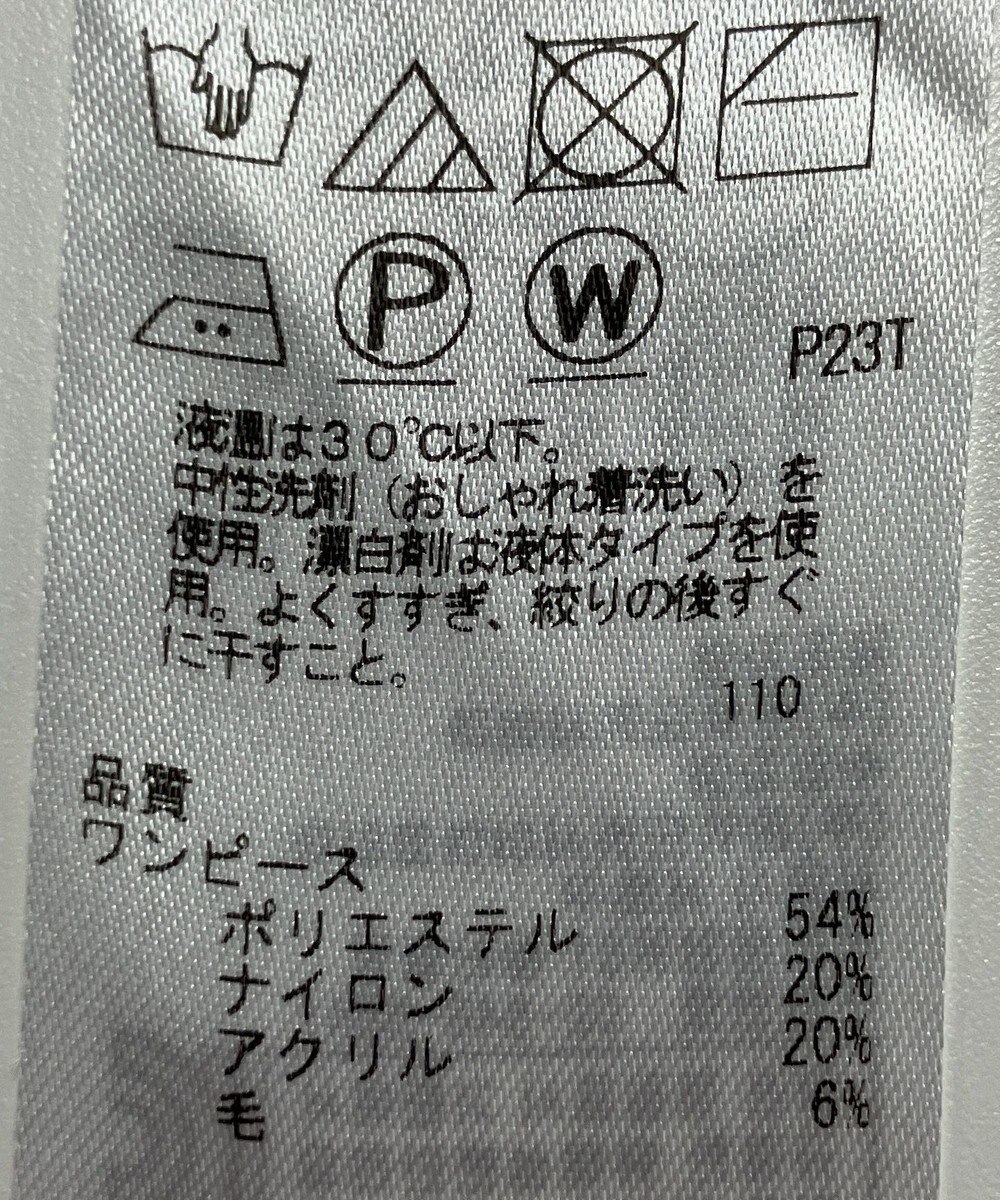 P W P23T
液温は30℃以下。
中性洗剤（おしゃれ着洗い）を
使用。漂白剤は液体タイプを使
用。よくすすぎ、絞りの後すぐ
に干すこと。
110
品質
ワンピース
ポリエステル 54%
ナイロン 20%
アクリル 20%
毛 6%